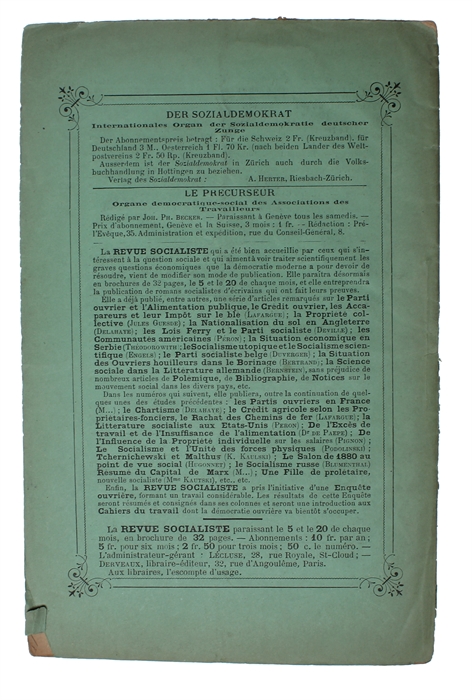 DER SOZIALDEMOKRAT
Internationales Organ der Sozialdemokratie deutscher
Zunge
Der Abonnementspreis betragt : Für die Schweiz 2 Fr. (Kreuzband), für
Deutschland 3 M., Oesterreich 1 Fl. 70 Kr. (nach beiden Lander des Welt-
postvereins 2 Fr. 50 Rp. (Kreuzband).
Ausserdem ist der Sozialdemokrat in Zürich auch durch die Volks-
buchhandlung in Hottingen zu beziehen.
Verlag des Sozialdemokrat : A. HERTER, Riesbach-Zürich.
LE PRECURSEUR
Organe democratique-social des Associations des
Travailleurs
Rédigé par JOH. PH. BECKER. — Paraissant à Genève tous les samedis. —
Prix d'abonnement, Genève et la Suisse, 3 mois : 1 fr. — Rédaction : Pré-
l'Evêque, 35. Administration et expédition, rue du Conseil-Général, 8.
La REVUE SOCIALISTE qui a été bien accueillie par ceux qui s'in-
téressent à la question sociale et qui aiment à voir traiter scientifiquement les
graves questions économiques que la démocratie moderne a pour devoir de
résoudre, vient de modifier son mode de publication. Elle paraîtra désormais
en brochures de 32 pages, le 5 et le 20 de chaque mois, et elle entreprendra
la publication de romans socialistes d'écrivains qui ont fait leurs preuves.
Elle a déjà publié, entre autres, une série d'articles remarqués sur le Parti
ouvrier et l'Alimentation publique, le Crédit ouvrier, les Acca-
pareurs et leur Impôt sur le ble (LAFARGUE); la Propriété col-
lective (JULES GUESDE); la Nationalisation du sol en Angleterre
(DELAHAYE); les Lois Ferry et le Parti socialiste (DEVILLE); les
Communautes americaines (PERON); la Situation économique en
Serbie (THEODOROWITH); le Socialisme utopique et le Socialisme scien-
tifique (ENGELS); le Parti socialiste belge (DUVERGER); la Situation
des Ouvriers houilleurs dans le Borinage (BERTRAND); la Science
sociale dans la Litterature allemande (BERNSTEIN), sans préjudice de
nombreux articles de Polemique, de Bibliographie, de Notices sur le
mouvement social dans les divers pays, etc.
Dans les numéros qui suivent, elle publiera, outre la continuation de quel-
ques unes des études précédentes : les Partis ouvriers en France
(M...); le Chartisme (DELAHAYE); le Crédit agricole selon les Pro-
priétaires-fonciers, le Rachat des Chemins de fer (LAFARGUE); la
Litterature socialiste aux Etats-Unis (PERON); De l'Excès de
travail et de l'Insuffisance de l'alimentation (Dr DE PAEPE); De
l'Influence de la Propriété individuelle sur les salaires (PIGNON);
Le Socialisme et l'Unité des forces physiques (PODOLINSKI);
Tchernichewski et Malthus (K. KAUTSKI); Le Salon de 1880 au
point de vue social (HUGONNET); le Socialisme russe (BLUMENTHAL)
Resume du Capital de Marx (M...); Une Fille de proletaire,
nouvelle socialiste (Mme KAUTSKI), etc., etc.
Enfin, la REVUE SOCIALISTE a pris l'initiative d'une Enquête
ouvrière, formant un travail considérable. Les résultats de cette Enquête
seront résumés et consignés dans ses colonnes et seront une introduction aux
Cahiers du travail dont la démocratie ouvrière va bientôt s'occuper.
La REVUE SOCIALISTE paraissant le 5 et le 20 de chaque
mois, en brochure de 32 pages. — Abonnements : 10 fr. par an ;
5 fr. pour six mois ; 2 fr. 50 pour trois mois ; 50 c. le numéro. —
L'administrateur-gérant : LÉCLUSE, 28, rue Royale, St-Cloud ; —
DERVEAUX, libraire-éditeur, 32, rue d'Angoulême, Paris.
Aux libraires, l'escompte d'usage.